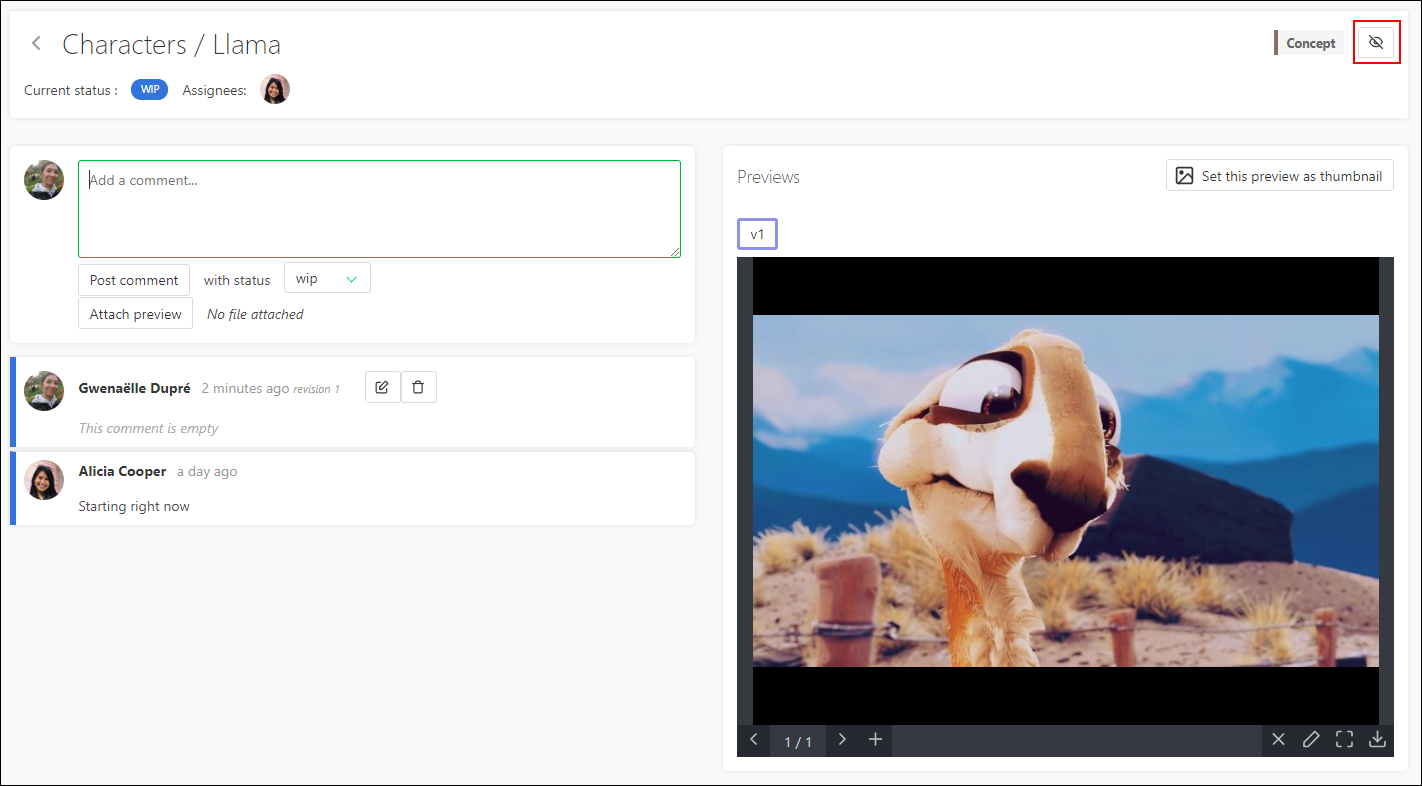 Characters / Llama
Concept
Current status :
WIP
Assignees:
Add a comment...
Post comment
with status
wip
Attach preview
No file attached
Gwenaëlle Dupré
2 minutes ago revision 1
This comment is empty
Alicia Cooper
a day ago
Starting right now
Previews
Set this preview as thumbnail
v1
1 / 1